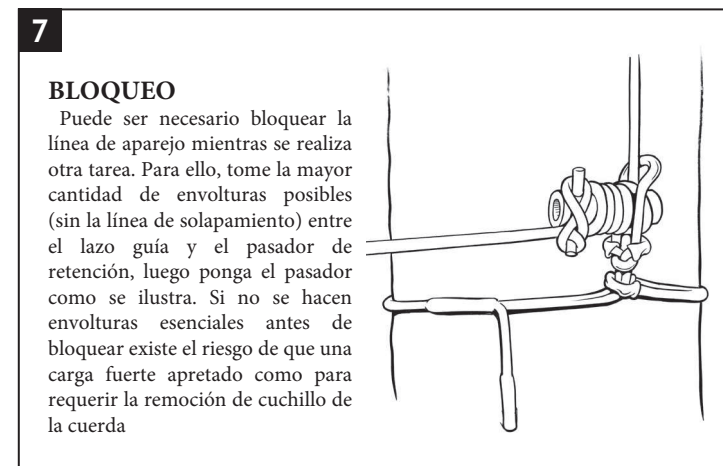 7
BLOQUEO
Puede ser necesario bloquear la
línea de aparejo mientras se realiza
otra tarea. Para ello, tome la mayor
cantidad de envolturas posibles
(sin la línea de solapamiento) entre
el lazo guía y el pasador de
retención, luego ponga el pasador
como se ilustra. Si no se hacen
envolturas esenciales antes de
bloquear existe el riesgo de que una
carga fuerte apretado como para
requerir la remoción de cuchillo de
la cuerda